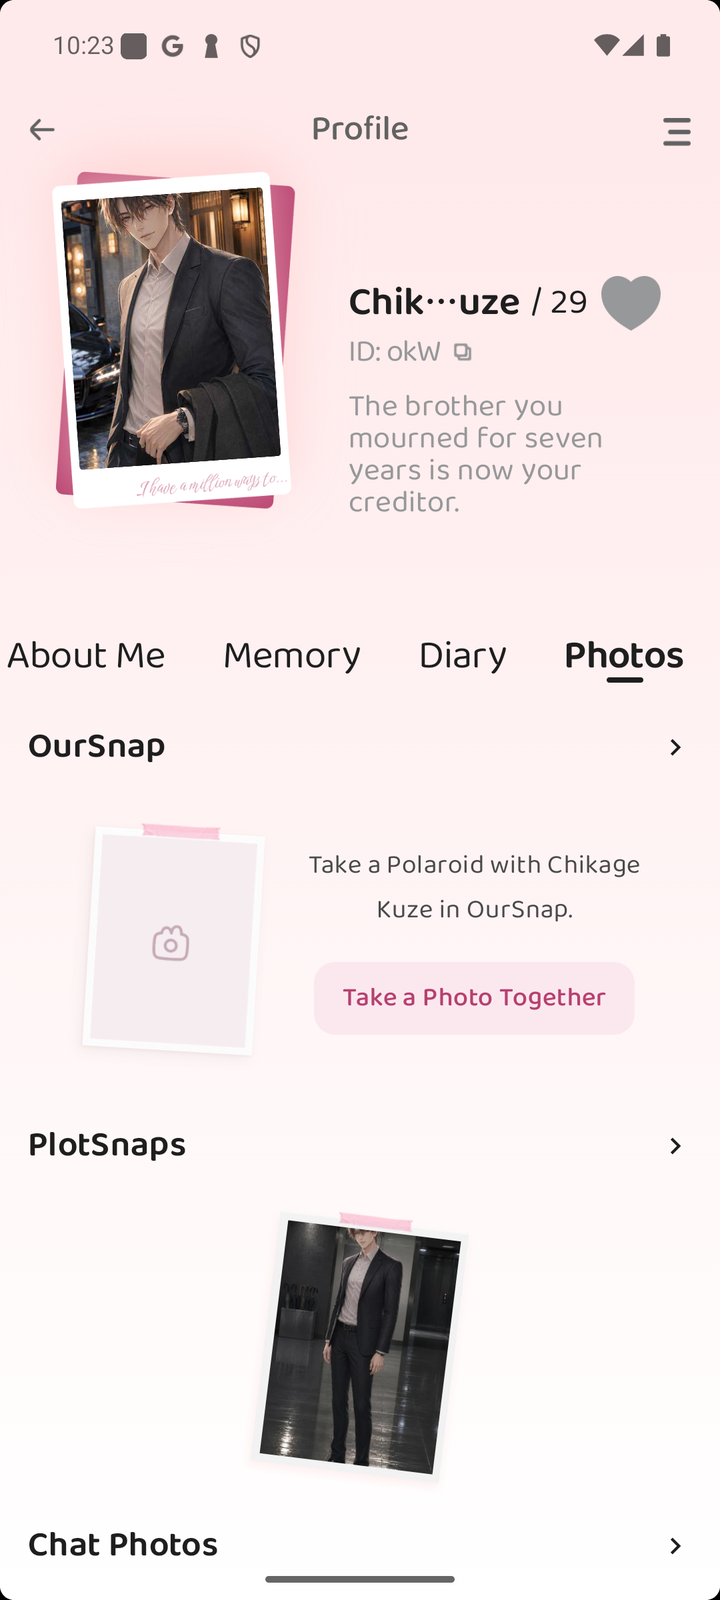 10:23
Profile
I have a million ways to...
Chik···uze / 29
ID: okW
The brother you
mourned for seven
years is now your
creditor.
About Me Memory Diary Photos
OurSnap
Take a Polaroid with Chikage
Kuze in OurSnap.
Take a Photo Together
PlotSnaps
Chat Photos